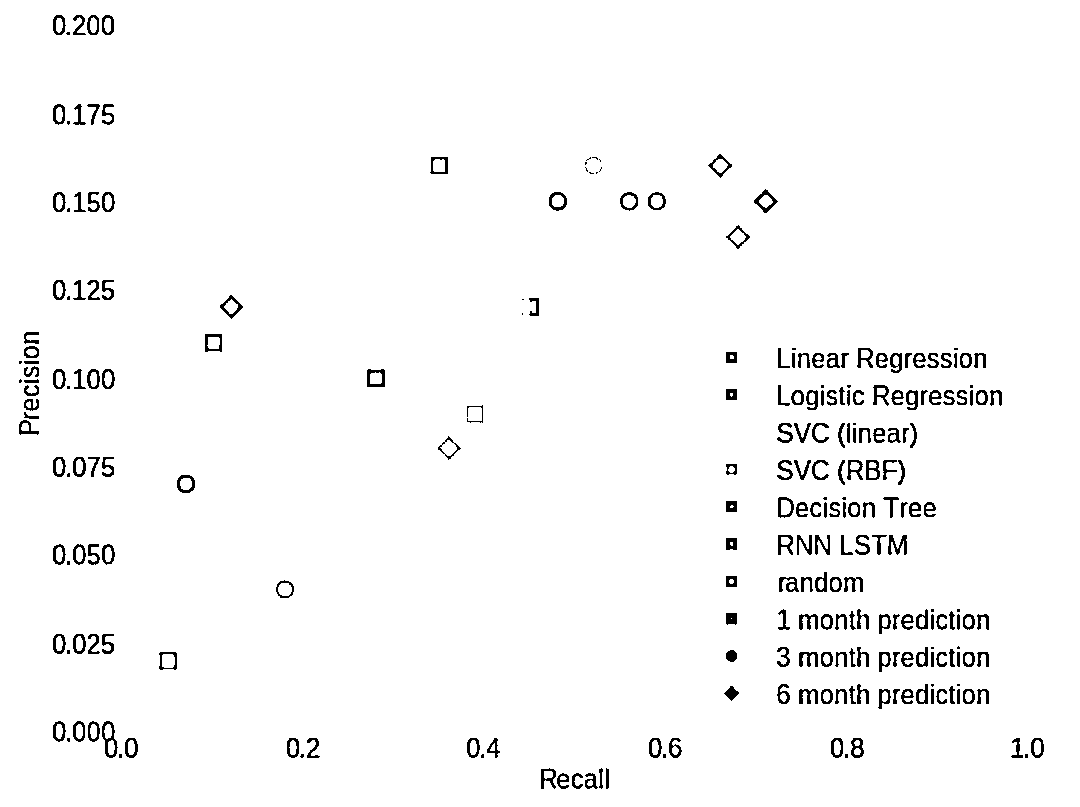 0.200
0.175
0.150
0.125
0.100
0.075
0.050
0.025
0.000
Precision
Linear Regression
Logistic Regression
SVC (linear)
SVC (RBF)
Decision Tree
RNN LSTM
random
1 month prediction
3 month prediction
6 month prediction
0.0 0.2 0.4 0.6 0.8 1.0
Recall